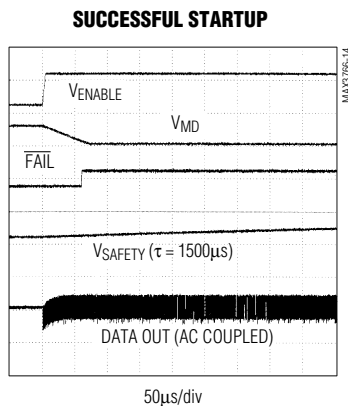 SUCCESSFUL STARTUP
MAX3766-14
VENABLE
VMD
FAIL
VSAFETY (τ = 1500μs)
DATA OUT (AC COUPLED)
50μs/div